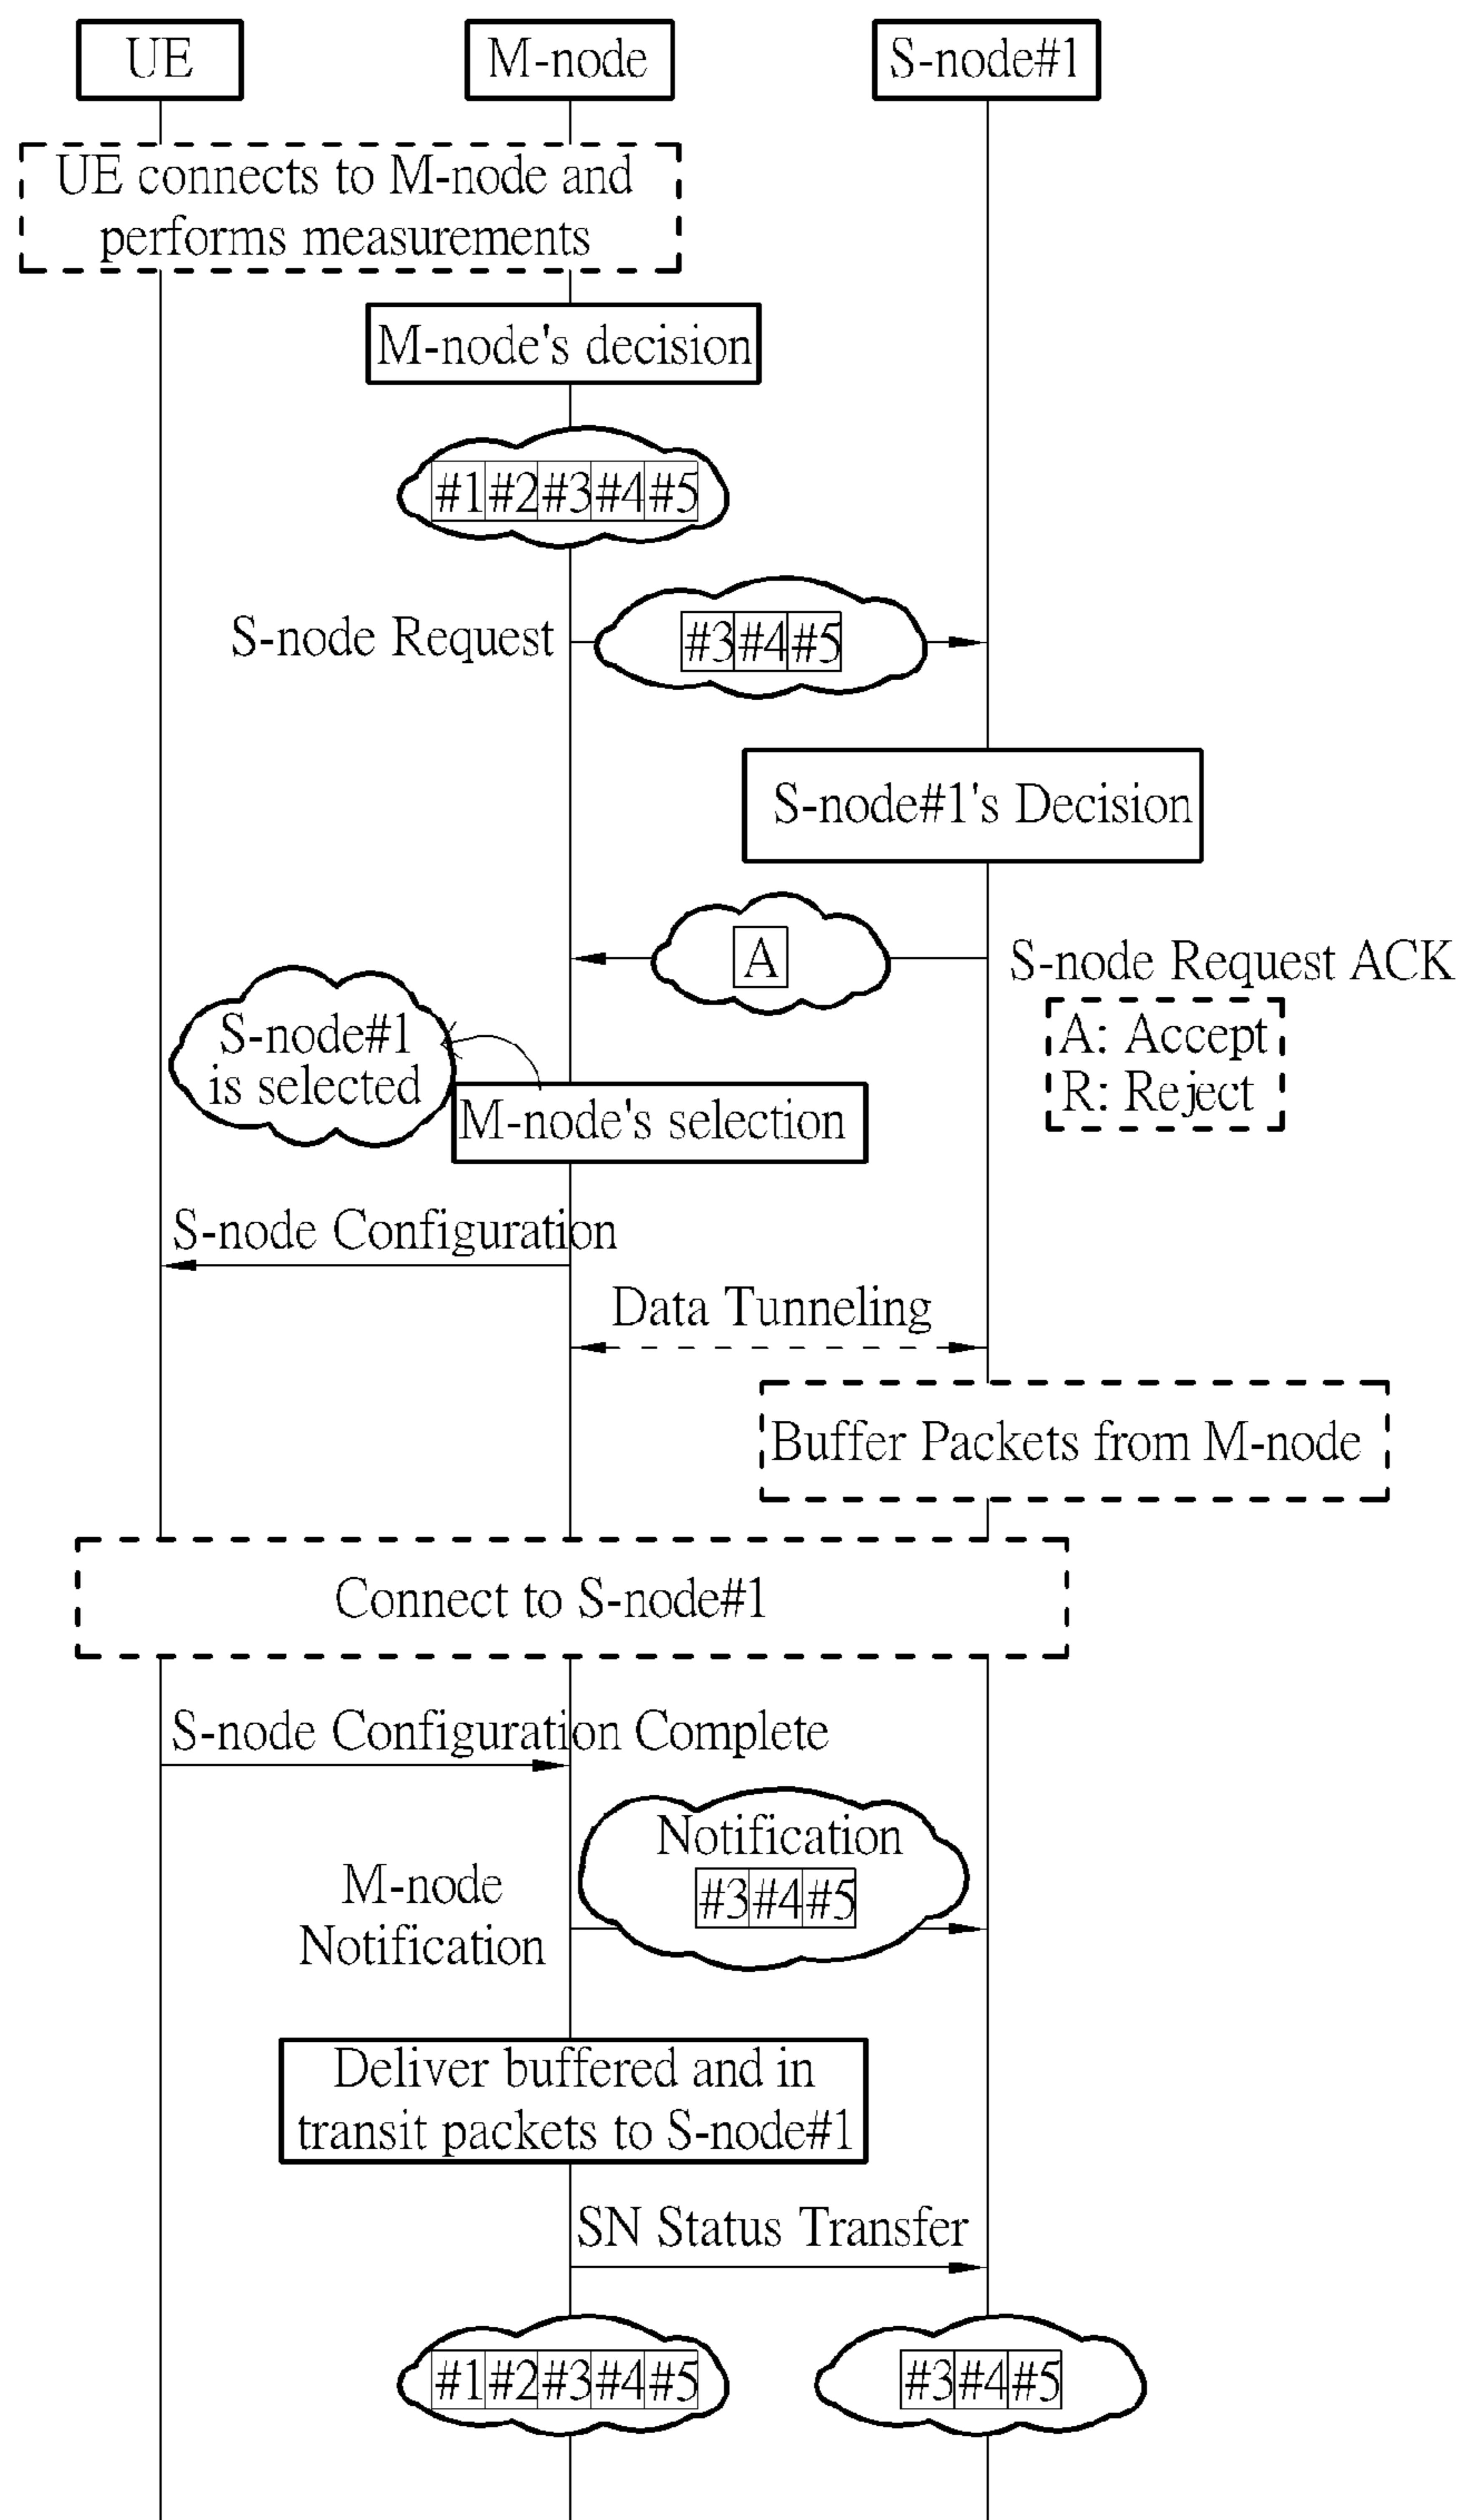 UE
M-node
S-node#1
UE connects to M-node and
performs measurements
M-node's decision
#1 #2 #3 #4 #5
S-node Request
#3 #4 #5
S-node#1's Decision
A
S-node Request ACK
A: Accept
R: Reject
S-node#1
is selected
M-node's selection
S-node Configuration
Data Tunneling
Buffer Packets from M-node
Connect to S-node#1
S-node Configuration Complete
Notification
#3 #4 #5
M-node
Notification
Deliver buffered and in
transit packets to S-node#1
SN Status Transfer
#1 #2 #3 #4 #5
#3 #4 #5